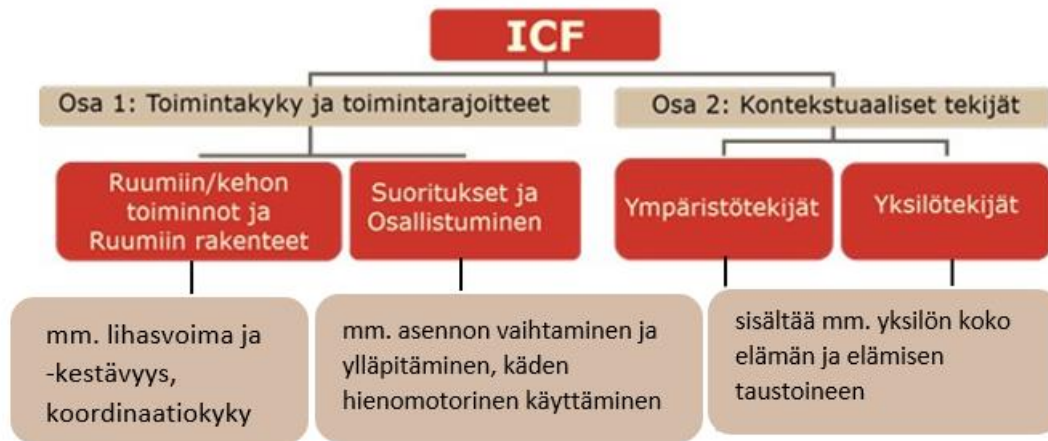 ICF
Osa 1: Toimintakyky ja toimintarajoitteet
Osa 2: Kontekstuaaliset tekijät
Ruumiin/kehon
toiminnot ja
Ruumiin rakenteet
Suoritukset ja
Osallistuminen
Ympäristötekijät
Yksilötekijät
mm. lihasvoima ja
-kestävyys,
koordinaatiokyky
mm. asennon vaihtaminen ja
ylläpitäminen, käden
hienomotorinen käyttäminen
sisältää mm. yksilön koko
elämän ja elämisen
taustoineen